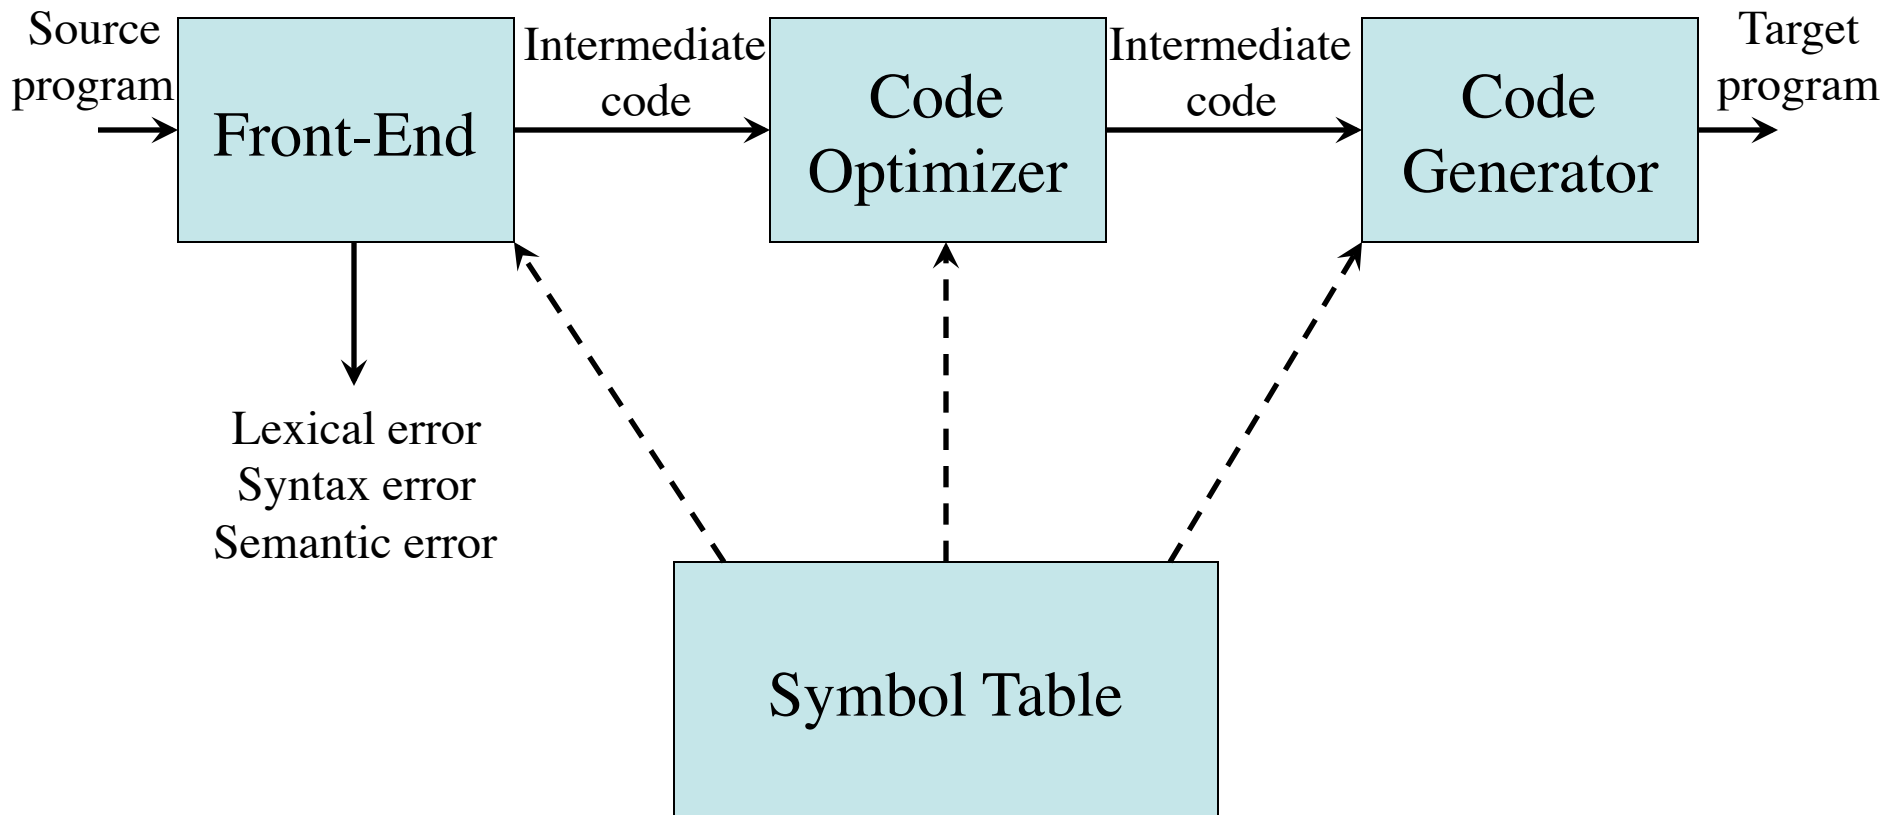 Source
program
Front-End
Intermediate
code
Code
Optimizer
Intermediate
code
Code
Generator
Target
program
Lexical error
Syntax error
Semantic error
Symbol Table